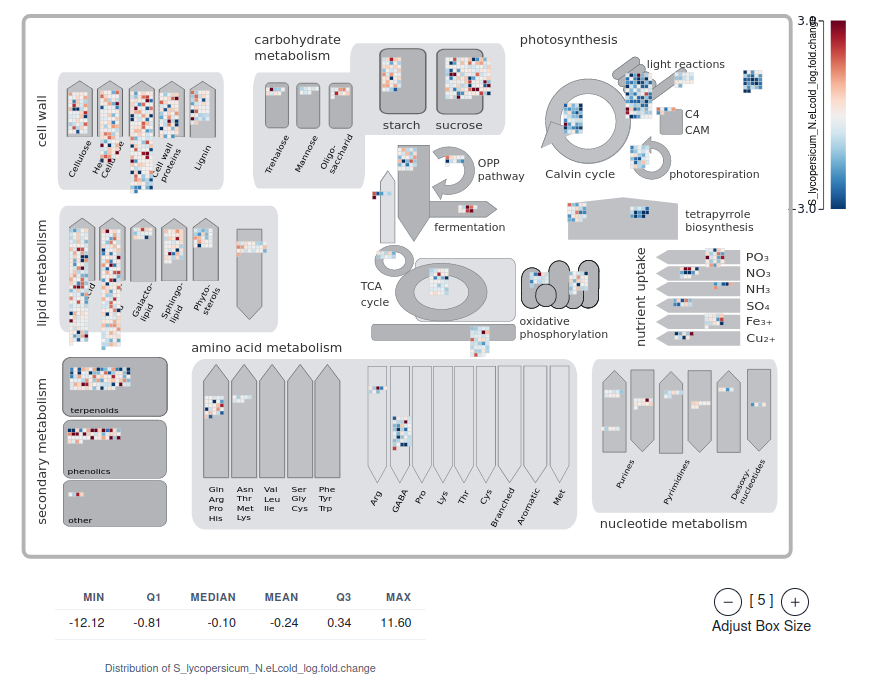 carbohydrate
metabolism
photosynthesis
3.0
light reactions
cell wall
Cellulose
Cell wall
proteins
Lignin
Trehalose
Mannose
Oligo-
saccharid
starch
sucrose
C4
CAM
Calvin cycle
photorespiration
S_lycopersicum_N.eLcold_log.fold.change
-3.0
OPP
pathway
fermentation
tetrapyrrole
biosynthesis
lipid metabolism
Galacto-
lipid
Sphingo-
lipid
Phyto-
sterols
TCA
cycle
oxidative
phosphorylation
nutrient uptake
PO₃
NO₃
NH₃
SO₄
Fe₃₊
Cu₂₊
amino acid metabolism
secondary metabolism
terpenoids
phenolics
other
Gln
Arg
Pro
His
Asn
Thr
Met
Lys
Val
Leu
Ile
Ser
Gly
Cys
Phe
Tyr
Trp
Arg
GABA
Pro
Lys
Thr
Cys
Branched
Aromatic
Met
Purines
Pyrimidines
Desoxy-
nucleotides
nucleotide metabolism
MIN Q1 MEDIAN MEAN Q3 MAX
-12.12 -0.81 -0.10 -0.24 0.34 11.60
Distribution of S_lycopersicum_N.eLcold_log.fold.change
− [ 5 ] +
Adjust Box Size